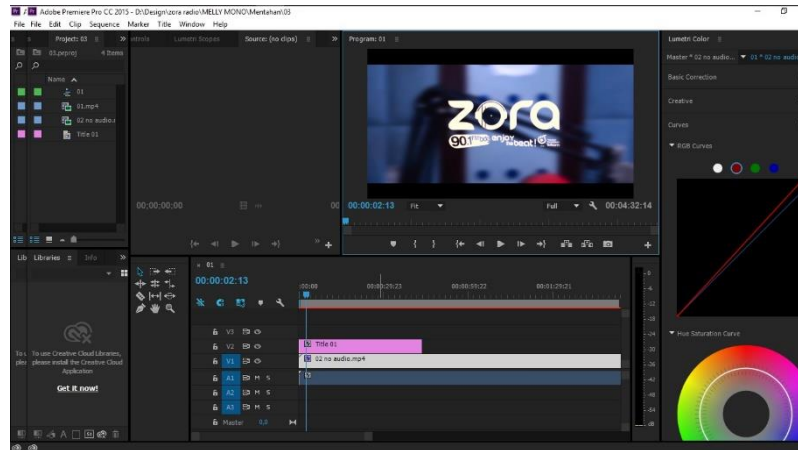 Adobe Premiere Pro CC 2015 - D:\Design\zora radio\MELLY MONO\Mentahan\03
File File Edit Clip Sequence Marker Title Window Help
Project: 03
Lumetri Scopes
Source: (no clips)
Program: 01
Lumetri Color
03.prproj
4 Items
Master * 02 no audio...
01 * 02 no audio
Name
Basic Correction
01
01.mp4
Creative
Title 01
Curves
RGB Curves
zora
90.1
enjoy
the beat!
00;00;00;00
00:00:02:13
Fit
Full
00:04:32:14
Lib Libraries
Info
01
00:00:02:13
:00:00
00:00:29:23
00:00:59:22
00:01:29:21
0
-6
-12
-18
-24
-30
-36
-42
-48
-54
dB
V3
Hue Saturation Curve
V2
Title 01
V1
02 no audio.mp4
To use Creative Cloud Libraries,
please install the Creative Cloud
Application
Get it now!
A1 M S
A2 M S
A3 M S
Master 0,0